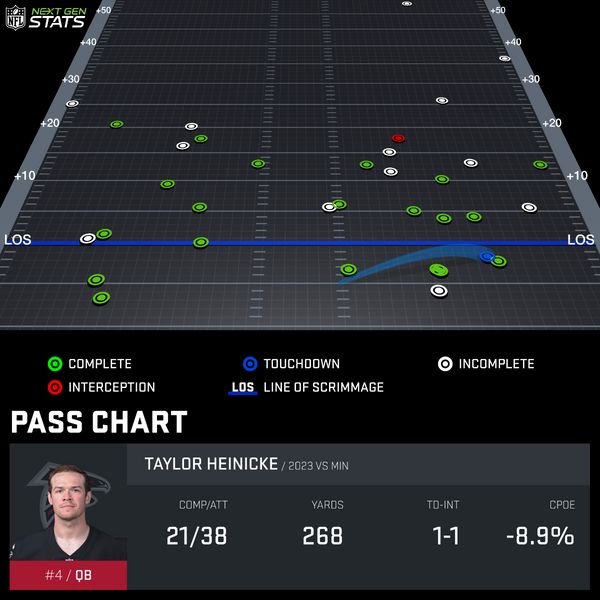 NFL NEXT GEN STATS
+50 +50
+40 +40
+30 +30
+20 +20
+10 +10
LOS LOS
COMPLETE TOUCHDOWN INCOMPLETE
INTERCEPTION LOS LINE OF SCRIMMAGE
PASS CHART
TAYLOR HEINICKE / 2023 VS MIN
COMP/ATT YARDS TD-INT CPOE
21/38 268 1-1 -8.9%
#4 / QB